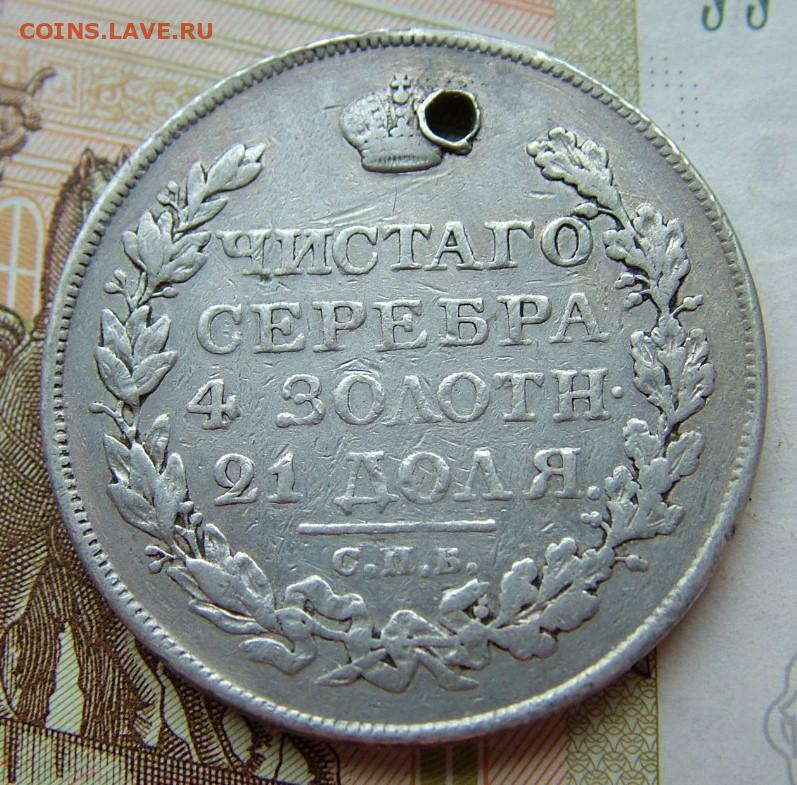 COINS.LAVE.RU
ЧИСТАГО
СЕРЕБРА
4 ЗОЛОТН·
21 ДОЛЯ.
С.П.Б.